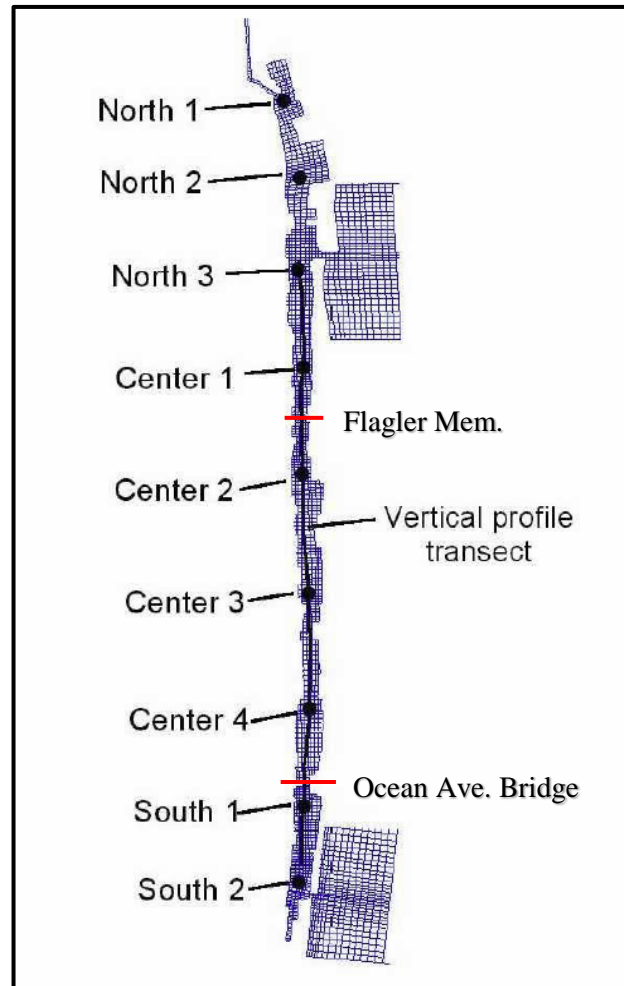 North 1
North 2
North 3
Center 1
Flagler Mem.
Center 2
Vertical profile
transect
Center 3
Center 4
Ocean Ave. Bridge
South 1
South 2